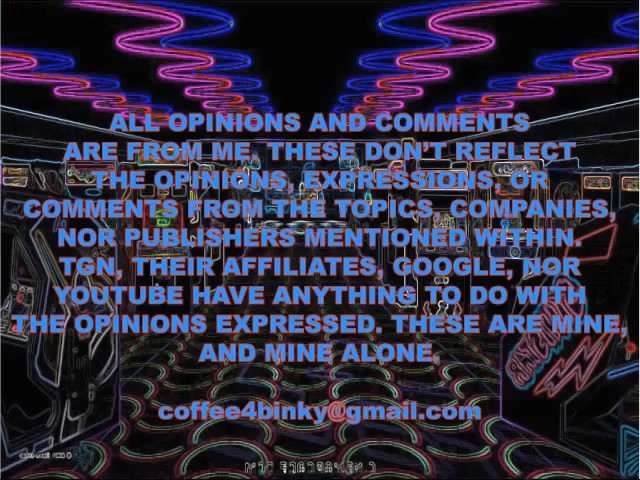 ALL OPINIONS AND COMMENTS
ARE FROM ME. THESE DON'T REFLECT
THE OPINIONS, EXPRESSIONS, OR
COMMENTS FROM THE TOPICS, COMPANIES,
NOR PUBLISHERS MENTIONED WITHIN.
TGN, THEIR AFFILIATES, GOOGLE, NOR
YOUTUBE HAVE ANYTHING TO DO WITH
THE OPINIONS EXPRESSED. THESE ARE MINE,
AND MINE ALONE.
coffee4binky@gmail.com